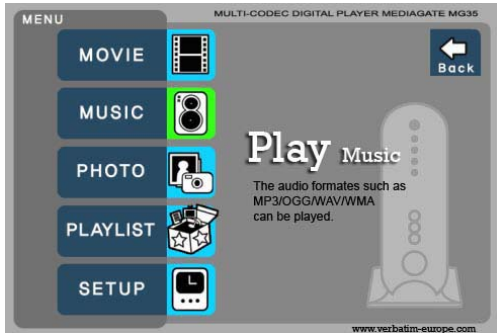 MENU
MULTI-CODEC DIGITAL PLAYER MEDIAGATE MG35
MOVIE
Back
MUSIC
Play Music
PHOTO
The audio formates such as
MP3/OGG/WAV/WMA
can be played.
PLAYLIST
SETUP
www.verbatim-europe.com